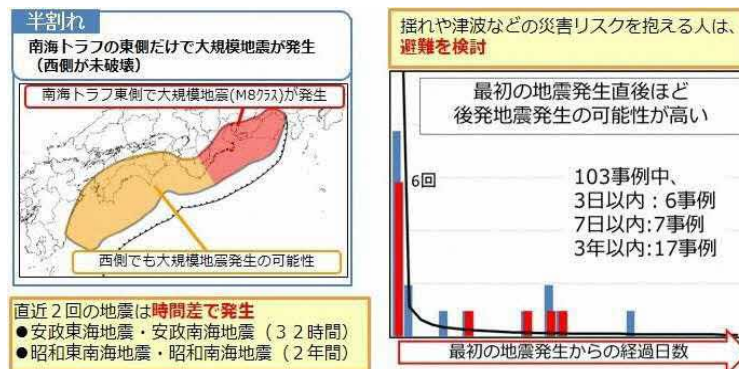 半割れ
南海トラフの東側だけで大規模地震が発生
(西側が未破壊)
南海トラフ東側で大規模地震(M8クラス)が発生
西側でも大規模地震発生の可能性
直近2回の地震は時間差で発生
●安政東海地震・安政南海地震(32時間)
●昭和東南海地震・昭和南海地震(2年間)
揺れや津波などの災害リスクを抱える人は、
避難を検討
最初の地震発生直後ほど
後発地震発生の可能性が高い
6回
103事例中、
3日以内:6事例
7日以内:7事例
3年以内:17事例
最初の地震発生からの経過日数